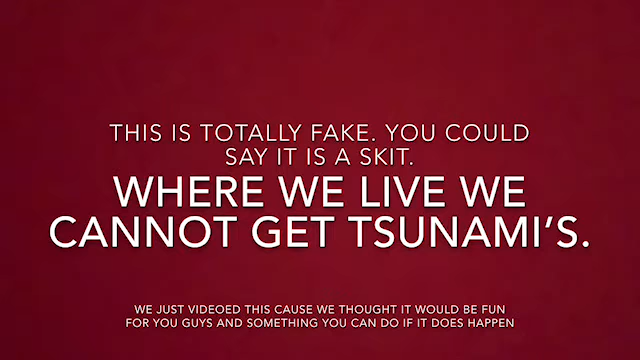 THIS IS TOTALLY FAKE. YOU COULD
SAY IT IS A SKIT.
WHERE WE LIVE WE
CANNOT GET TSUNAMI'S.
WE JUST VIDEOED THIS CAUSE WE THOUGHT IT WOULD BE FUN
FOR YOU GUYS AND SOMETHING YOU CAN DO IF IT DOES HAPPEN